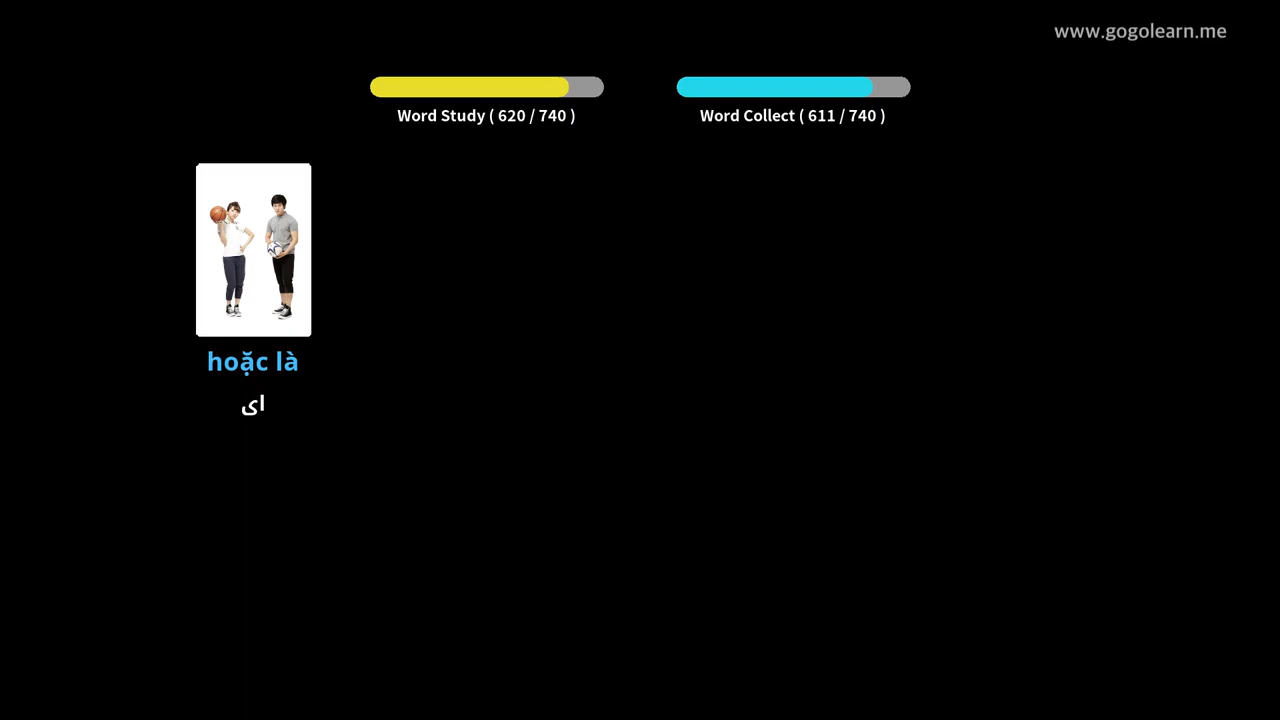 www.gogolearn.me
Word Study ( 620 / 740 )
Word Collect ( 611 / 740 )
hoặc là
ای